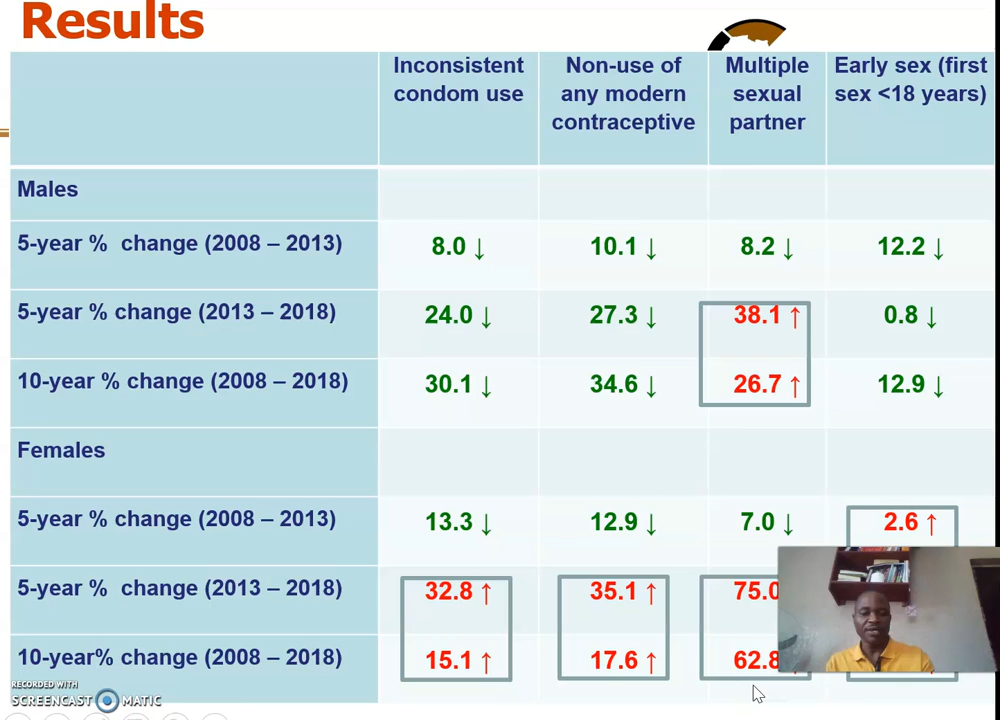 Results
Inconsistent condom use
Non-use of any modern contraceptive
Multiple sexual partner
Early sex (first sex <18 years)
Males
5-year % change (2008 – 2013) 8.0 ↓ 10.1 ↓ 8.2 ↓ 12.2 ↓
5-year % change (2013 – 2018) 24.0 ↓ 27.3 ↓ 38.1 ↑ 0.8 ↓
10-year % change (2008 – 2018) 30.1 ↓ 34.6 ↓ 26.7 ↑ 12.9 ↓
Females
5-year % change (2008 – 2013) 13.3 ↓ 12.9 ↓ 7.0 ↓ 2.6 ↑
5-year % change (2013 – 2018) 32.8 ↑ 35.1 ↑ 75.0
10-year% change (2008 – 2018) 15.1 ↑ 17.6 ↑ 62.8
RECORDED WITH
SCREENCAST MATIC